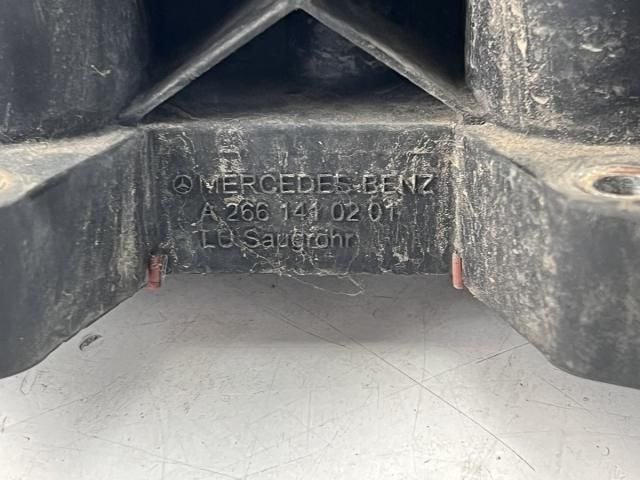 MERCEDES-BENZ
A 266 141 02 01
LU Saugrohr